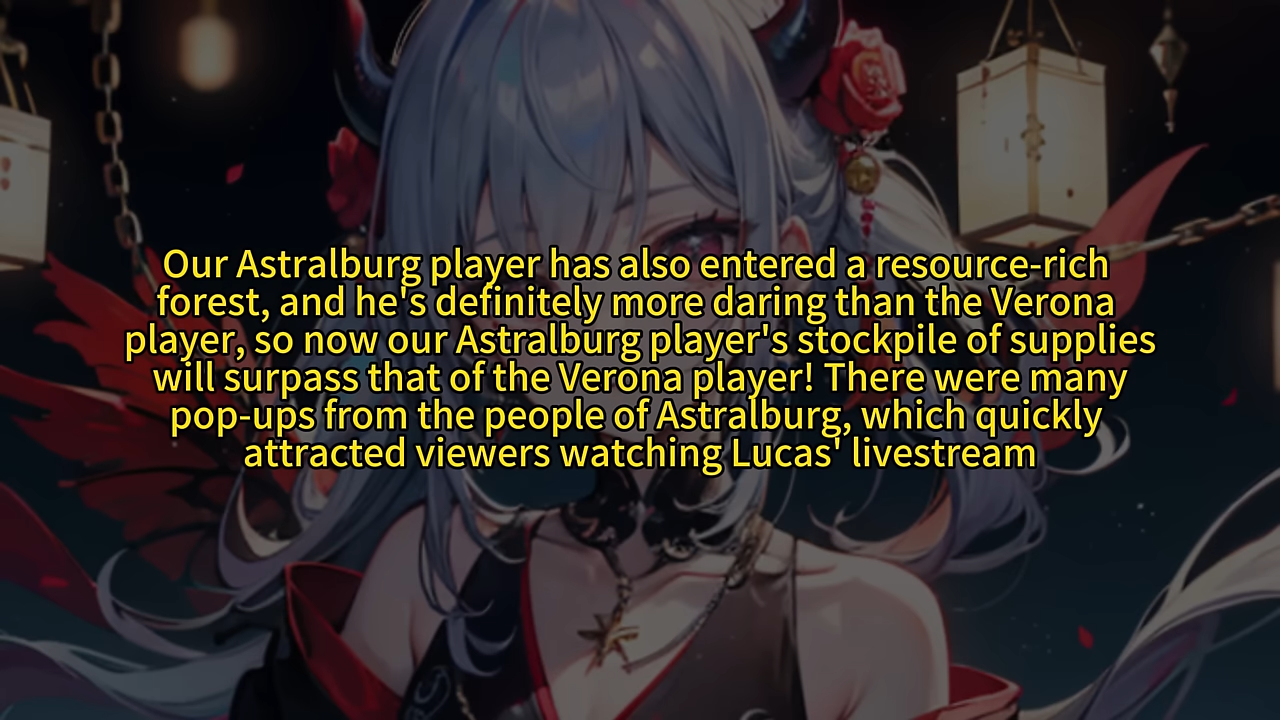 Our Astralburg player has also entered a resource-rich
forest, and he's definitely more daring than the Verona
player, so now our Astralburg player's stockpile of supplies
will surpass that of the Verona player! There were many
pop-ups from the people of Astralburg, which quickly
attracted viewers watching Lucas' livestream